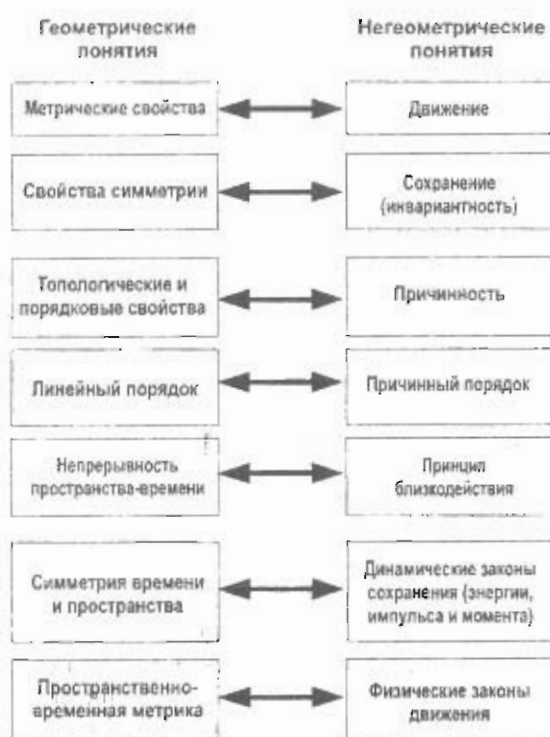 Геометрические
понятия
Негеометрические
понятия
Метрические свойства
Движение
Свойства симметрии
Сохранение
(инвариантность)
Топологические и
порядковые свойства
Причинность
Линейный порядок
Причинный порядок
Непрерывность
пространства-времени
Принцип
близкодействия
Симметрия времени
и пространства
Динамические законы
сохранения (энергии,
импульса и момента)
Пространственно-
временная метрика
Физические законы
движения